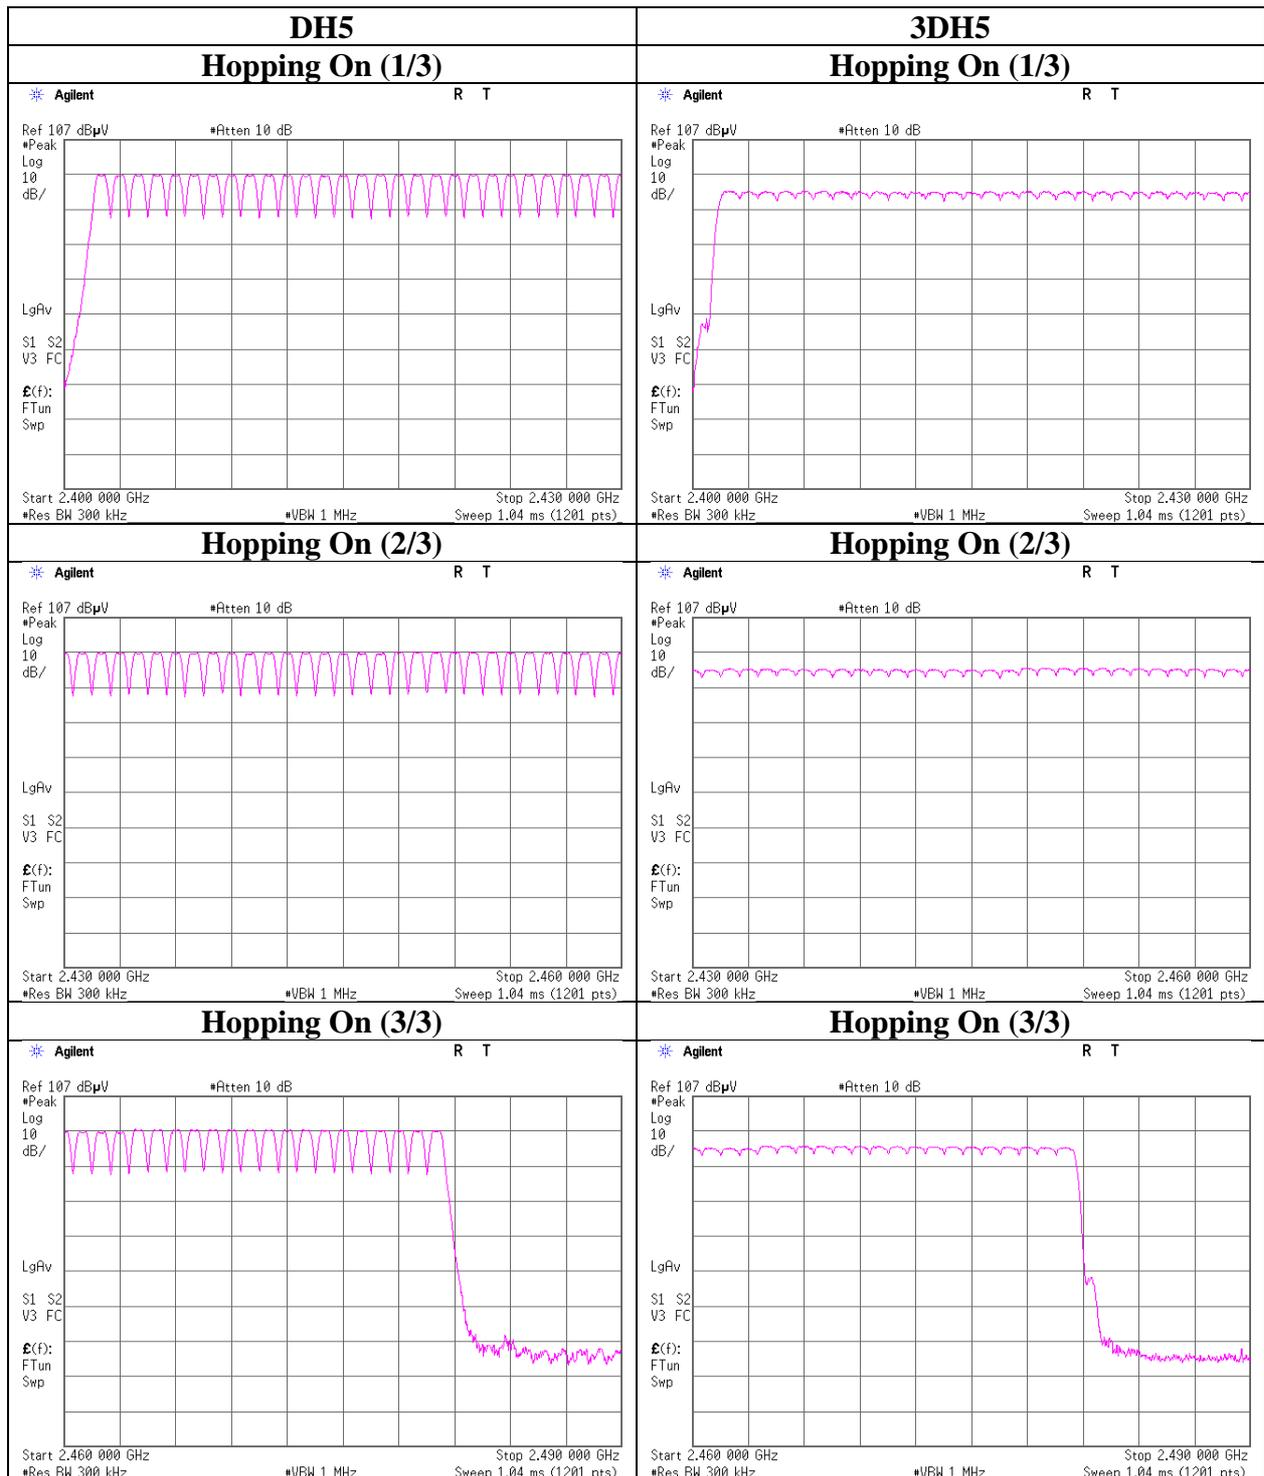 DH5 3DH5
Hopping On (1/3) Hopping On (1/3)
Agilent R T
Ref 107 dBµV #Atten 10 dB
#Peak
Log
10
dB/
LgAv
S1 S2
V3 FC
£(f):
FTun
Swp
Start 2.400 000 GHz Stop 2.430 000 GHz
#Res BW 300 kHz #VBW 1 MHz Sweep 1.04 ms (1201 pts)
Agilent R T
Ref 107 dBµV #Atten 10 dB
#Peak
Log
10
dB/
LgAv
S1 S2
V3 FC
£(f):
FTun
Swp
Start 2.400 000 GHz Stop 2.430 000 GHz
#Res BW 300 kHz #VBW 1 MHz Sweep 1.04 ms (1201 pts)
Hopping On (2/3) Hopping On (2/3)
Agilent R T
Ref 107 dBµV #Atten 10 dB
#Peak
Log
10
dB/
LgAv
S1 S2
V3 FC
£(f):
FTun
Swp
Start 2.430 000 GHz Stop 2.460 000 GHz
#Res BW 300 kHz #VBW 1 MHz Sweep 1.04 ms (1201 pts)
Agilent R T
Ref 107 dBµV #Atten 10 dB
#Peak
Log
10
dB/
LgAv
S1 S2
V3 FC
£(f):
FTun
Swp
Start 2.430 000 GHz Stop 2.460 000 GHz
#Res BW 300 kHz #VBW 1 MHz Sweep 1.04 ms (1201 pts)
Hopping On (3/3) Hopping On (3/3)
Agilent R T
Ref 107 dBµV #Atten 10 dB
#Peak
Log
10
dB/
LgAv
S1 S2
V3 FC
£(f):
FTun
Swp
Start 2.460 000 GHz Stop 2.490 000 GHz
#Res BW 300 kHz #VBW 1 MHz Sweep 1.04 ms (1201 pts)
Agilent R T
Ref 107 dBµV #Atten 10 dB
#Peak
Log
10
dB/
LgAv
S1 S2
V3 FC
£(f):
FTun
Swp
Start 2.460 000 GHz Stop 2.490 000 GHz
#Res BW 300 kHz #VBW 1 MHz Sweep 1.04 ms (1201 pts)